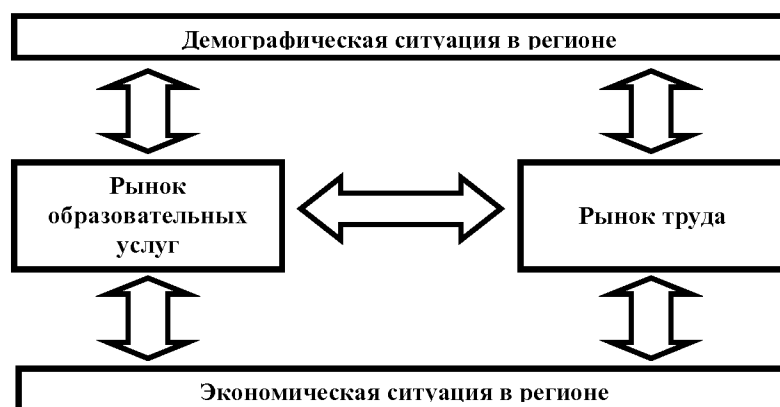 Демографическая ситуация в регионе
Рынок
образовательных
услуг
Рынок труда
Экономическая ситуация в регионе